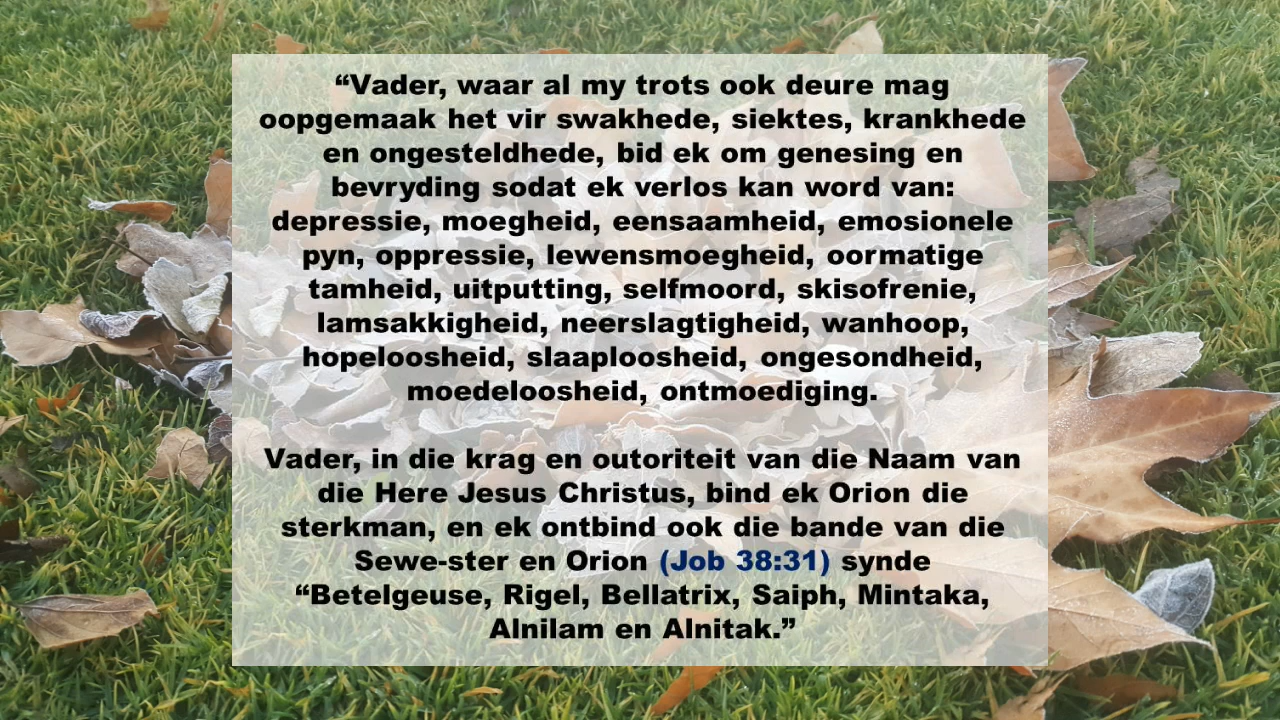 “Vader, waar al my trots ook deure mag
oopgemaak het vir swakhede, siektes, krankhede
en ongesteldhede, bid ek om genesing en
bevryding sodat ek verlos kan word van:
depressie, moegheid, eensaamheid, emosionele
pyn, oppressie, lewensmoegheid, oormatige
tamheid, uitputting, selfmoord, skisofrenie,
lamsakkigheid, neerslagtigheid, wanhoop,
hopeloosheid, slaaploosheid, ongesondheid,
moedeloosheid, ontmoediging.
Vader, in die krag en outoriteit van die Naam van
die Here Jesus Christus, bind ek Orion die
sterkman, en ek ontbind ook die bande van die
Sewe-ster en Orion (Job 38:31) synde
“Betelgeuse, Rigel, Bellatrix, Saiph, Mintaka,
Alnilam en Alnitak.”